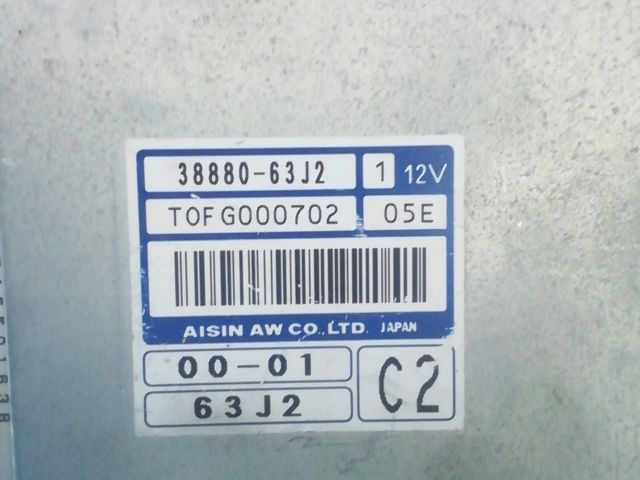 38880-63J2 1 12V
TOFG000702 05E
AISIN AW CO.,LTD. JAPAN
00-01
63J2
C2